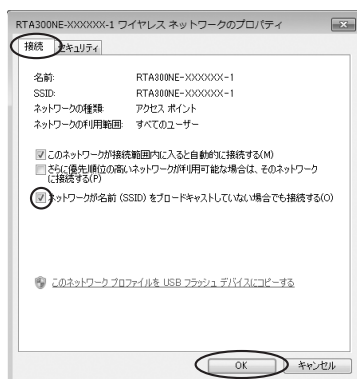 RTA300NE-XXXXXX-1 ワイヤレス ネットワークのプロパティ
接続 セキュリティ
名前: RTA300NE-XXXXXX-1
SSID: RTA300NE-XXXXXX-1
ネットワークの種類: アクセス ポイント
ネットワークの利用範囲: すべてのユーザー
このネットワークが接続範囲内に入ると自動的に接続する(M)
さらに優先順位の高いネットワークが利用可能な場合は、そのネットワーク
に接続する(P)
ネットワークが名前 (SSID) をブロードキャストしていない場合でも接続する(O)
このネットワーク プロファイルを USB フラッシュ デバイスにコピーする
OK キャンセル